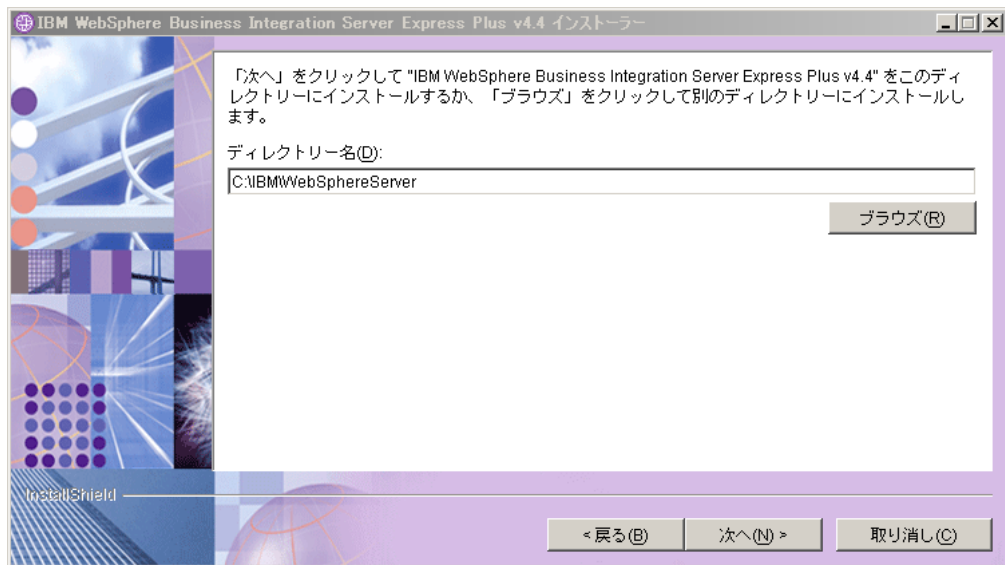 IBM WebSphere Business Integration Server Express Plus v4.4 インストーラー
「次へ」をクリックして "IBM WebSphere Business Integration Server Express Plus v4.4" をこのディ
レクトリーにインストールするか、「ブラウズ」をクリックして別のディレクトリーにインストールし
ます。
ディレクトリー名(D):
C:\IBM\WebSphereServer
ブラウズ(R)
InstallShield
< 戻る(B)
次へ(N) >
取り消し(C)